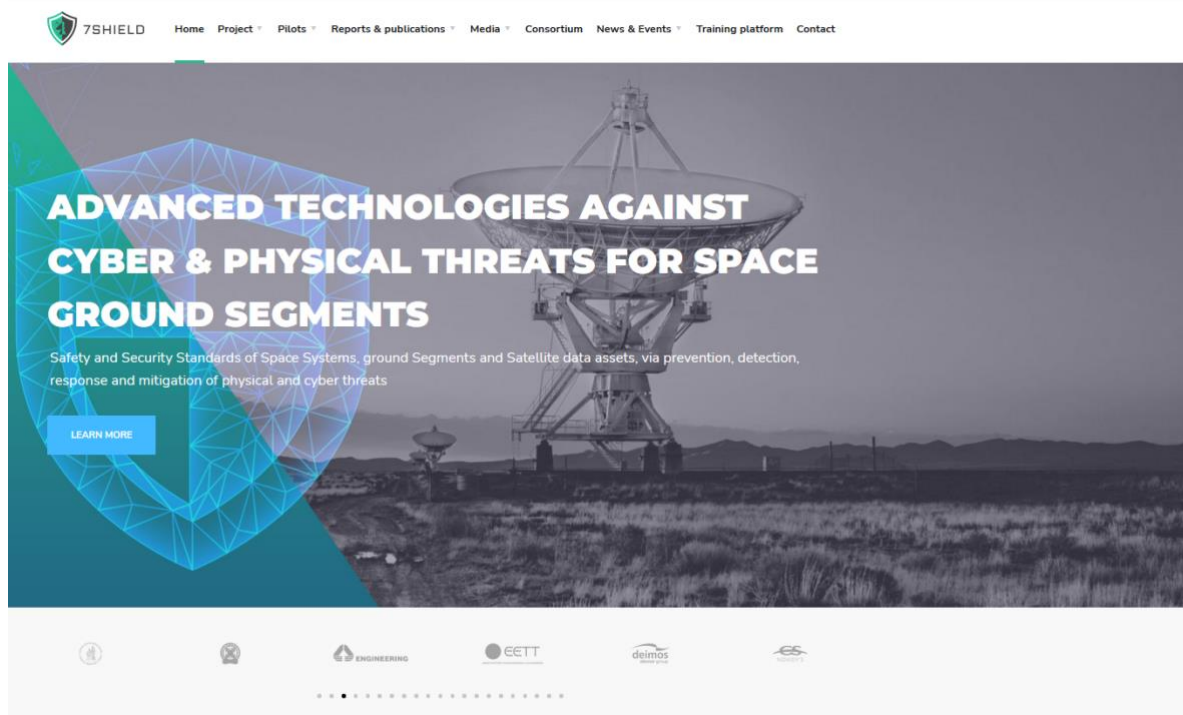 7SHIELD
Home Project Pilots Reports & publications Media Consortium News & Events Training platform Contact
ADVANCED TECHNOLOGIES AGAINST
CYBER & PHYSICAL THREATS FOR SPACE
GROUND SEGMENTS
Safety and Security Standards of Space Systems, ground Segments and Satellite data assets, via prevention, detection,
response and mitigation of physical and cyber threats
LEARN MORE
ENGINEERING
EETT
deimos